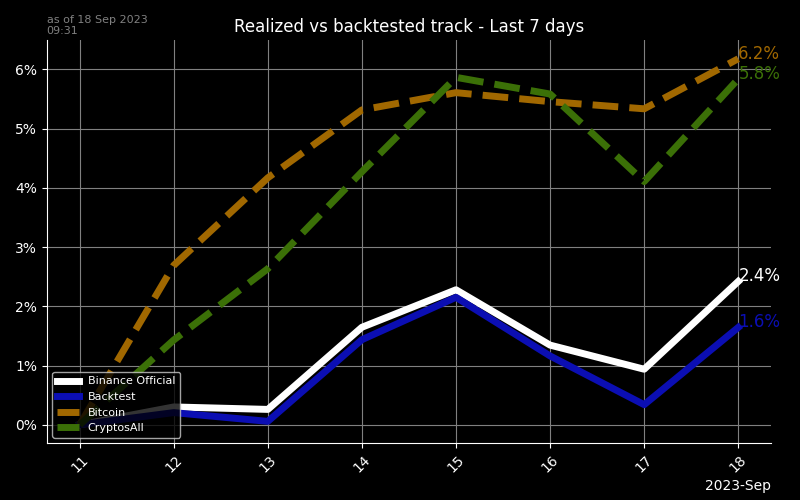 as of 18 Sep 2023
09:31
Realized vs backtested track - Last 7 days
6.2%
5.8%
6%
5%
4%
3%
2.4%
2%
1.6%
1%
0%
Binance Official
Backtest
Bitcoin
CryptosAll
11 12 13 14 15 16 17 18
2023-Sep